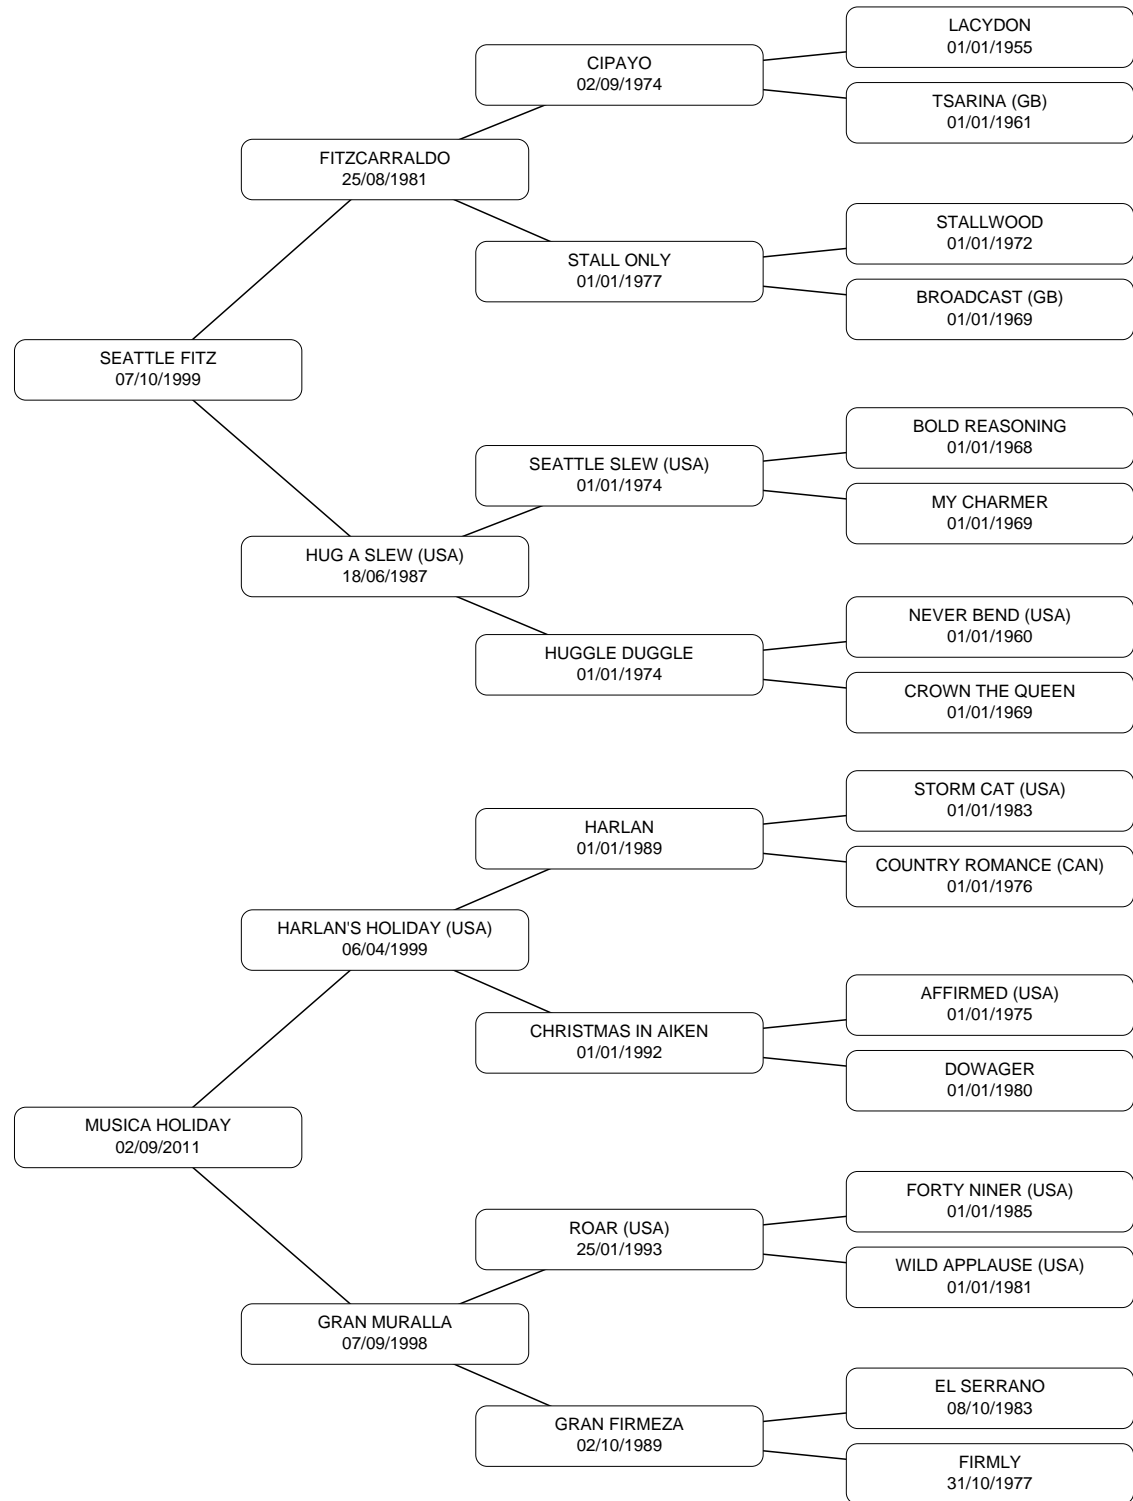 LACYDON
01/01/1955
CIPAYO
02/09/1974
TSARINA (GB)
01/01/1961
FITZCARRALDO
25/08/1981
STALLWOOD
01/01/1972
STALL ONLY
01/01/1977
BROADCAST (GB)
01/01/1969
SEATTLE FITZ
07/10/1999
BOLD REASONING
01/01/1968
SEATTLE SLEW (USA)
01/01/1974
MY CHARMER
01/01/1969
HUG A SLEW (USA)
18/06/1987
NEVER BEND (USA)
01/01/1960
HUGGLE DUGGLE
01/01/1974
CROWN THE QUEEN
01/01/1969
STORM CAT (USA)
01/01/1983
HARLAN
01/01/1989
COUNTRY ROMANCE (CAN)
01/01/1976
HARLAN'S HOLIDAY (USA)
06/04/1999
AFFIRMED (USA)
01/01/1975
CHRISTMAS IN AIKEN
01/01/1992
DOWAGER
01/01/1980
MUSICA HOLIDAY
02/09/2011
FORTY NINER (USA)
01/01/1985
ROAR (USA)
25/01/1993
WILD APPLAUSE (USA)
01/01/1981
GRAN MURALLA
07/09/1998
EL SERRANO
08/10/1983
GRAN FIRMEZA
02/10/1989
FIRMLY
31/10/1977